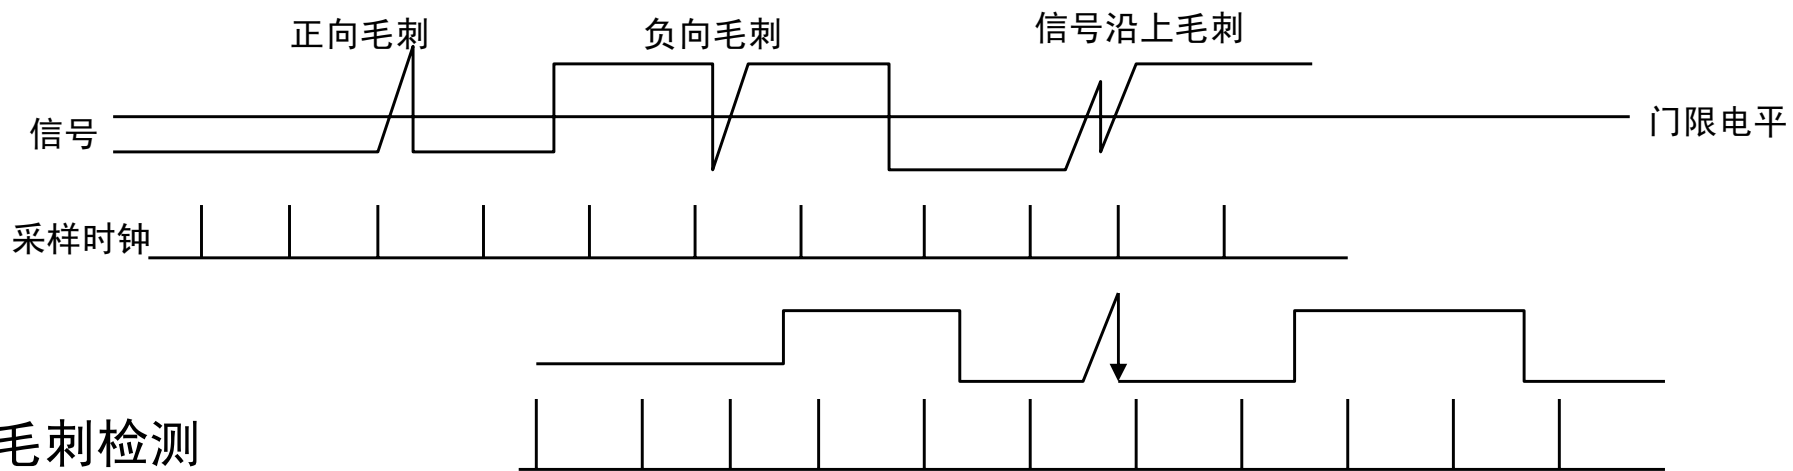 正向毛刺
负向毛刺
信号沿上毛刺
信号
门限电平
采样时钟
毛刺检测